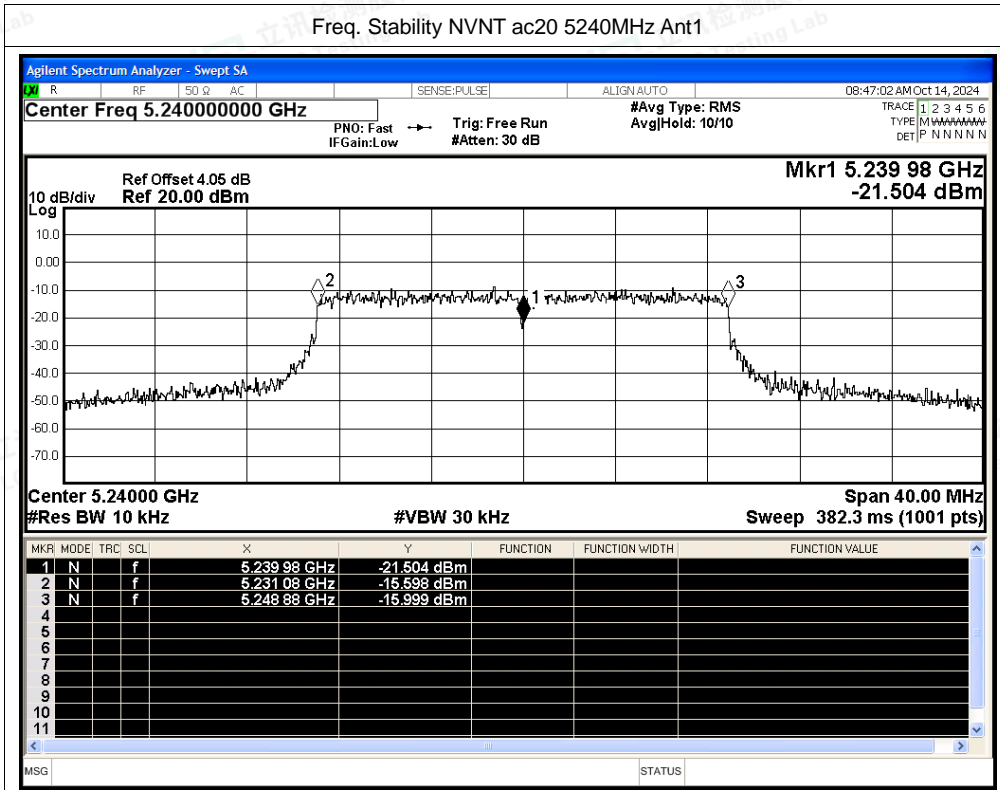 Freq. Stability NVNT ac20 5240MHz Ant1
Agilent Spectrum Analyzer - Swept SA
LXI R RF 50 Ω AC SENSE:PULSE ALIGN AUTO 08:47:02 AM Oct 14, 2024
Center Freq 5.240000000 GHz
PNO: Fast
IFGain:Low
Trig: Free Run
#Atten: 30 dB
#Avg Type: RMS
Avg|Hold: 10/10
TRACE 1 2 3 4 5 6
TYPE M WWWWW
DET P N N N N N
Mkr1 5.239 98 GHz
-21.504 dBm
Ref Offset 4.05 dB
10 dB/div Ref 20.00 dBm
Log
10.0
0.00
-10.0
-20.0
-30.0
-40.0
-50.0
-60.0
-70.0
2
1
3
Center 5.24000 GHz Span 40.00 MHz
#Res BW 10 kHz #VBW 30 kHz Sweep 382.3 ms (1001 pts)
MKR MODE TRC SCL X Y FUNCTION FUNCTION WIDTH FUNCTION VALUE
1 N f 5.239 98 GHz -21.504 dBm
2 N f 5.231 08 GHz -15.598 dBm
3 N f 5.248 88 GHz -15.999 dBm
4
5
6
7
8
9
10
11
MSG STATUS